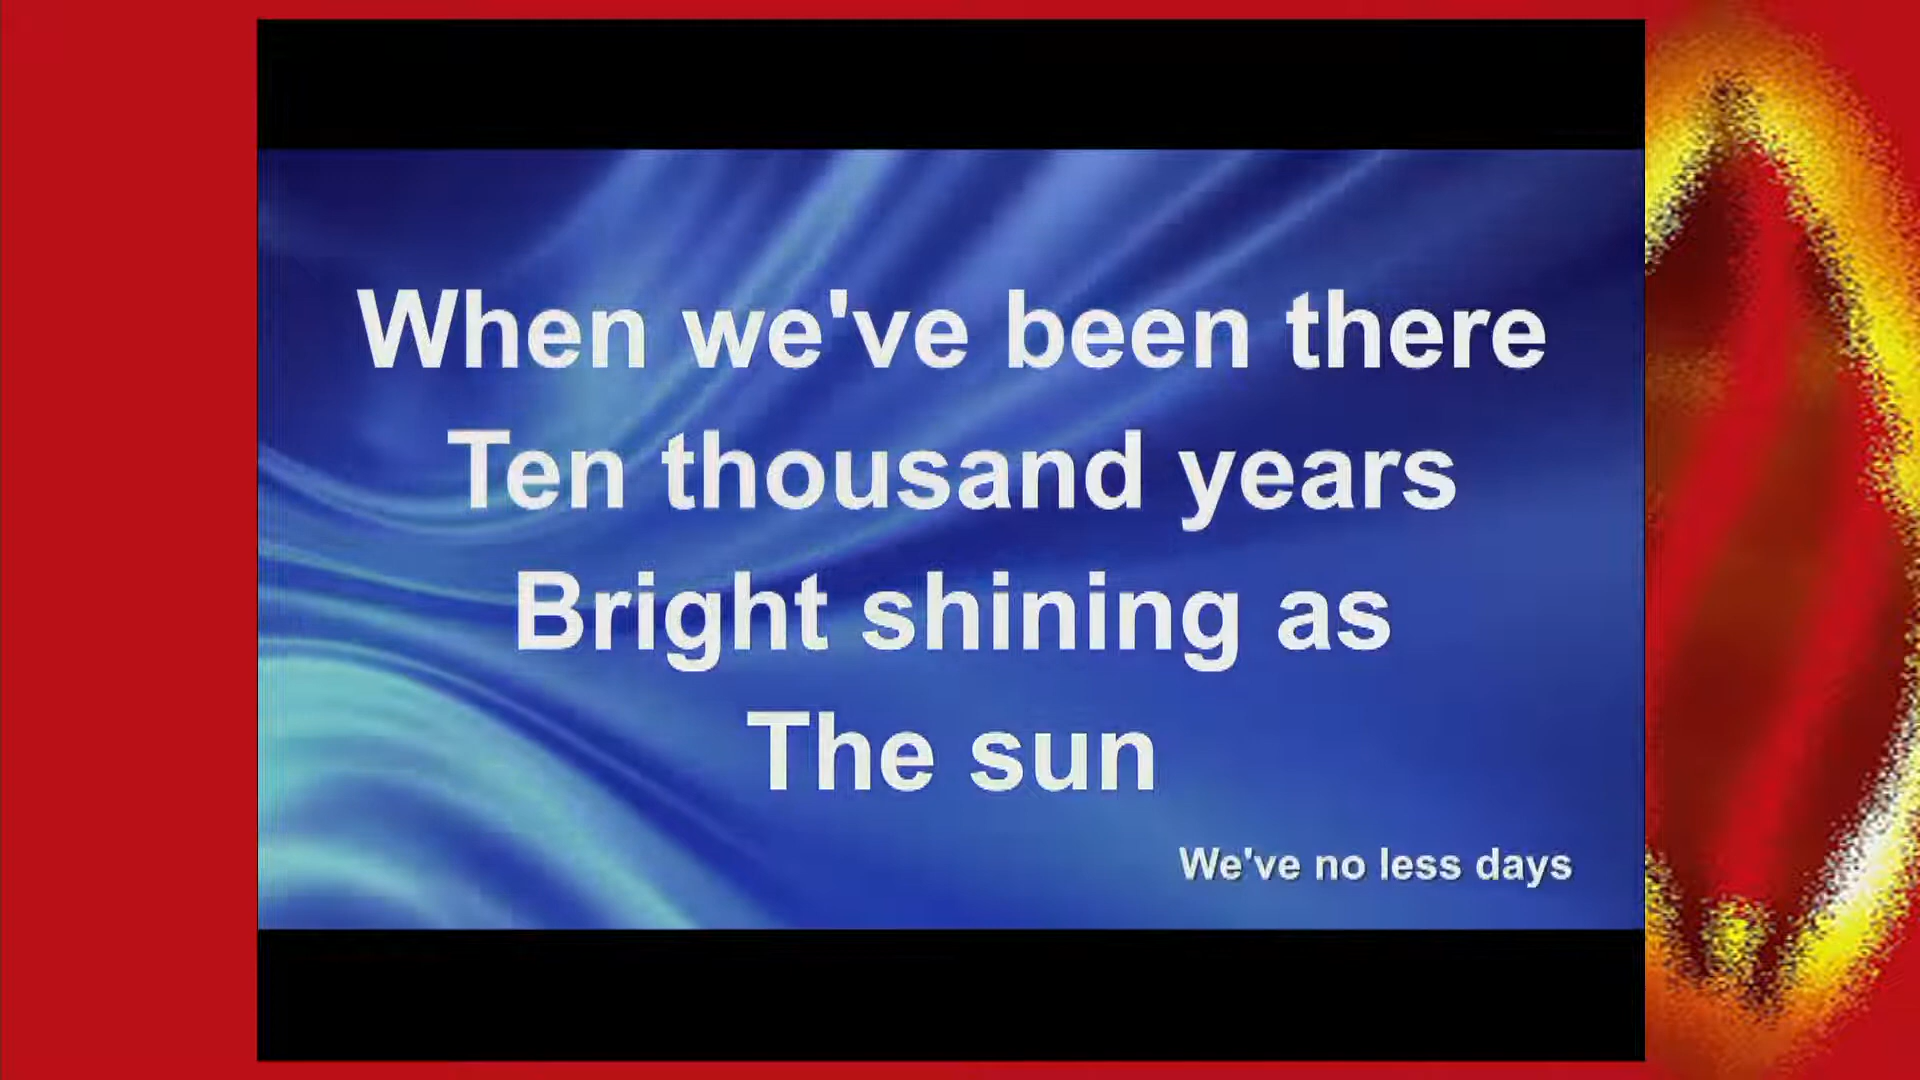 When we've been there
Ten thousand years
Bright shining as
The sun
We've no less days